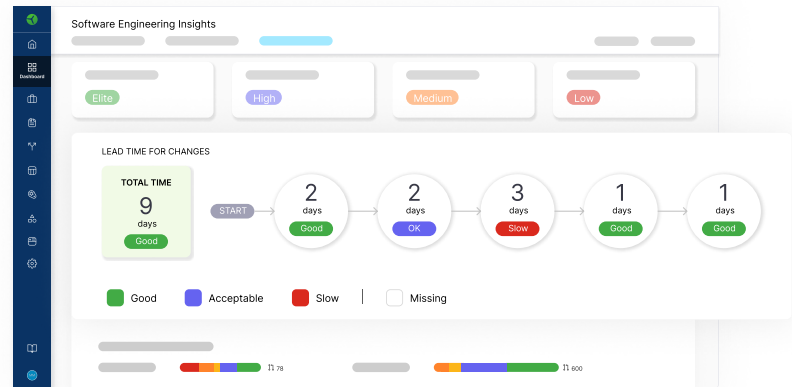 Software Engineering Insights
Dashboard
Elite
High
Medium
Low
LEAD TIME FOR CHANGES
TOTAL TIME
9
days
Good
START
2
days
Good
2
days
OK
3
days
Slow
1
days
Good
1
days
Good
Good
Acceptable
Slow
Missing
78
600